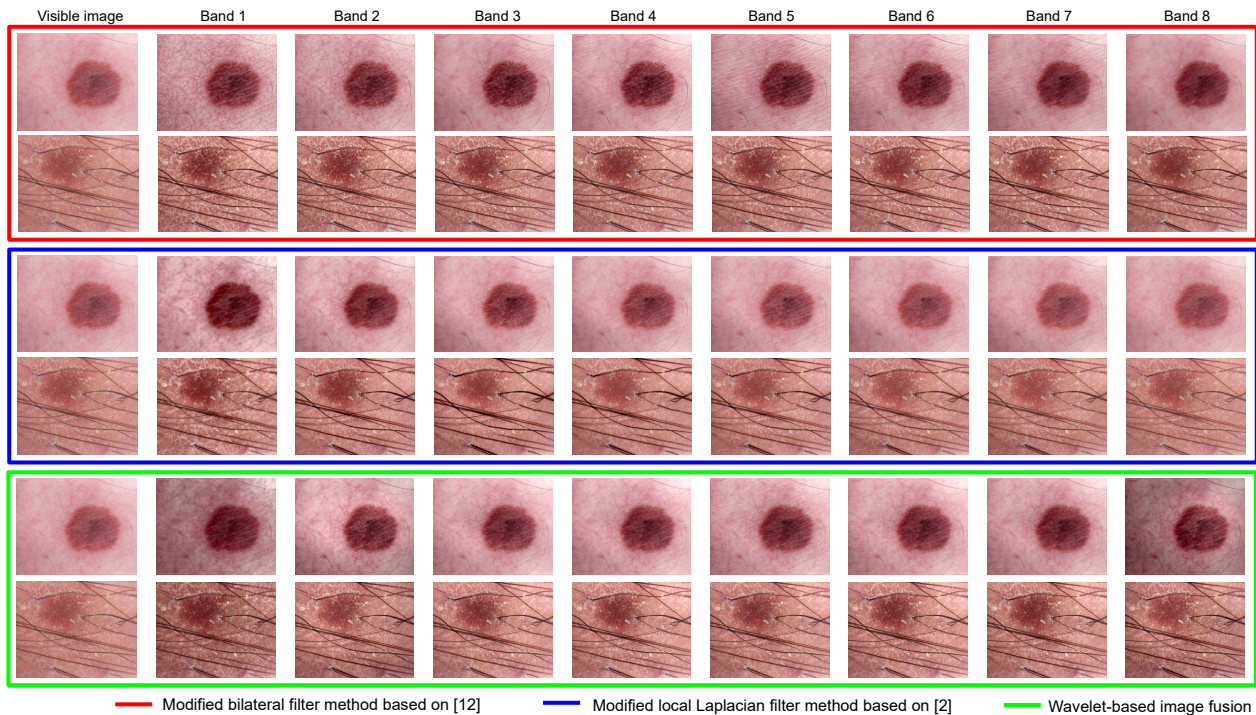 Visible image Band 1 Band 2 Band 3 Band 4 Band 5 Band 6 Band 7 Band 8
Modified bilateral filter method based on [12] Modified local Laplacian filter method based on [2] Wavelet-based image fusion